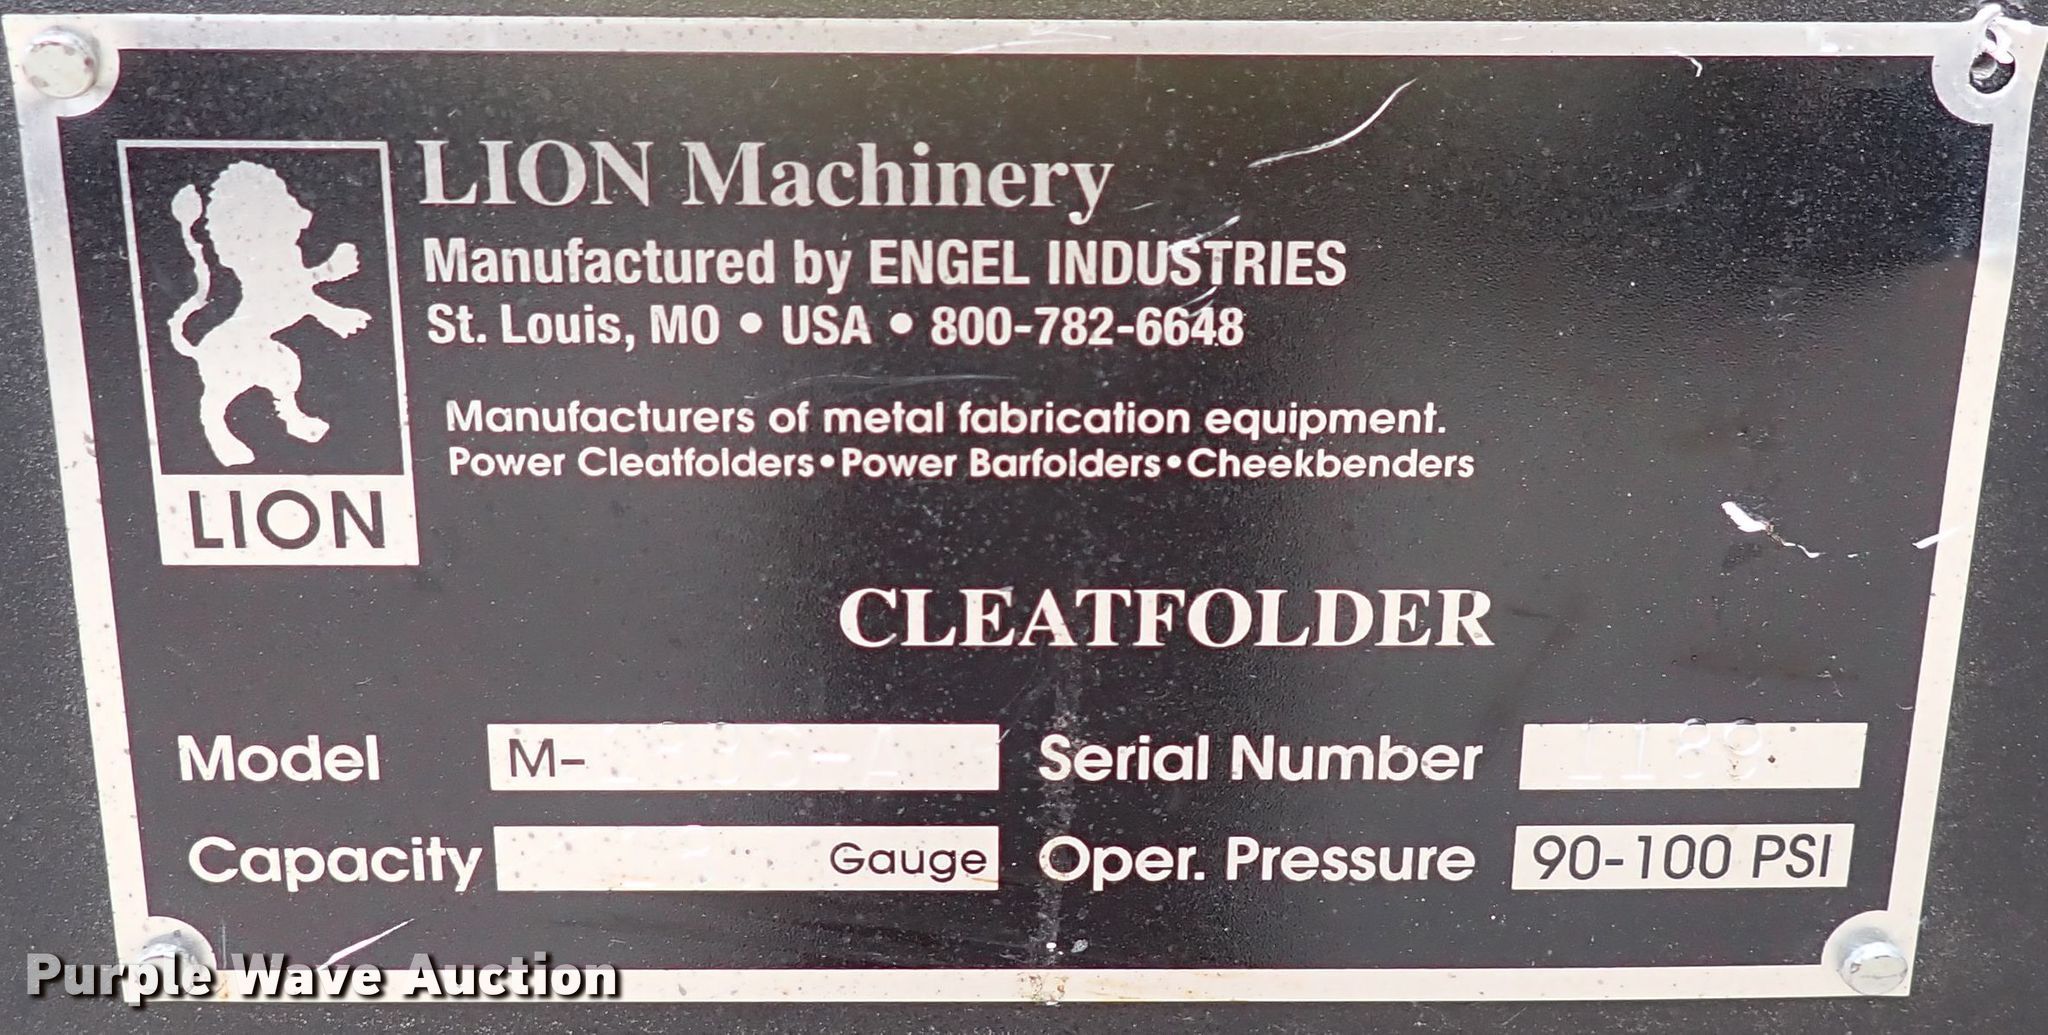 LION Machinery
Manufactured by ENGEL INDUSTRIES
St. Louis, MO • USA • 800-782-6648
Manufacturers of metal fabrication equipment.
Power Cleatfolders•Power Barfolders•Cheekbenders
LION
CLEATFOLDER
Model M- Serial Number 1189
Capacity Gauge Oper. Pressure 90-100 PSI
Purple Wave Auction